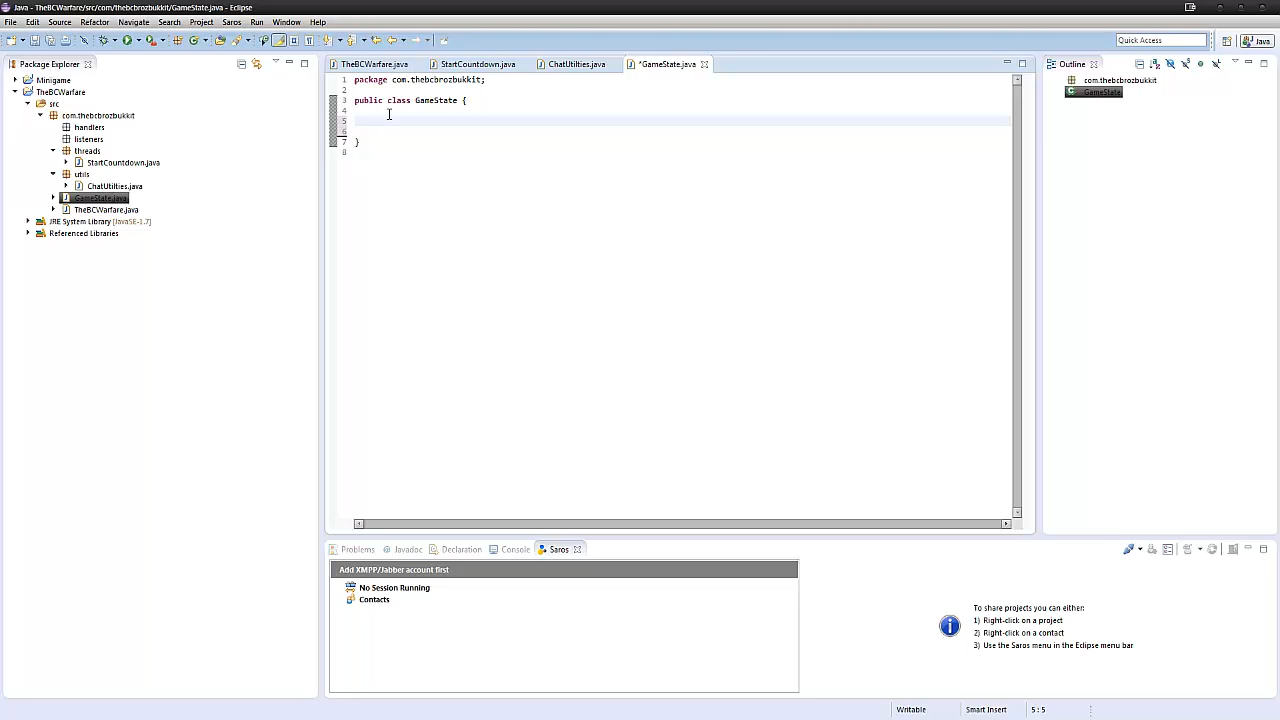 Java - TheBCWarfare/src/com/thebcbrozbukkit/GameState.java - Eclipse
File Edit Source Refactor Navigate Search Project Saros Run Window Help
Quick Access
Java
Package Explorer
Minigame
TheBCWarfare
src
com.thebcbrozbukkit
handlers
listeners
threads
StartCountdown.java
utils
ChatUtilties.java
GameState.java
TheBCWarfare.java
JRE System Library [JavaSE-1.7]
Referenced Libraries
TheBCWarfare.java StartCountdown.java ChatUtilties.java *GameState.java
1 package com.thebcbrozbukkit;
2
3 public class GameState {
4
5
6
7 }
8
Outline
com.thebcbrozbukkit
GameState
Problems Javadoc Declaration Console Saros
Add XMPP/Jabber account first
No Session Running
Contacts
To share projects you can either:
1) Right-click on a project
2) Right-click on a contact
3) Use the Saros menu in the Eclipse menu bar
Writable Smart Insert 5 : 5